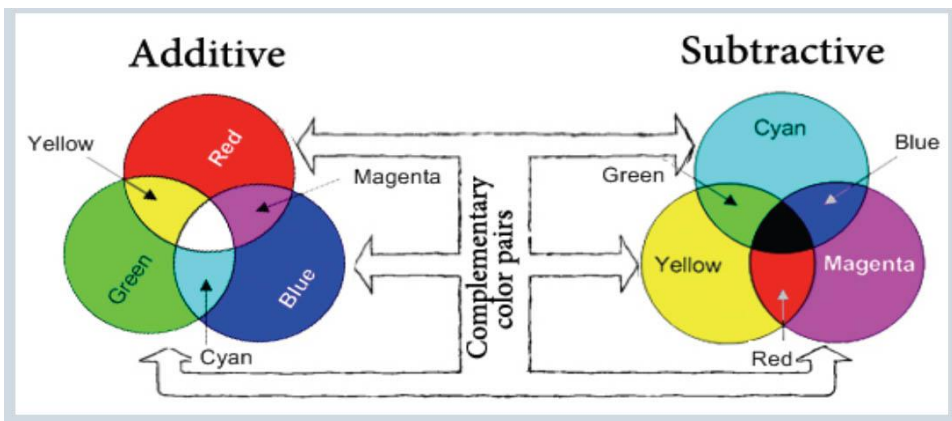 Additive
Subtractive
Yellow
Red
Magenta
Green
Blue
Cyan
Complementary
color pairs
Cyan
Blue
Green
Yellow
Magenta
Red